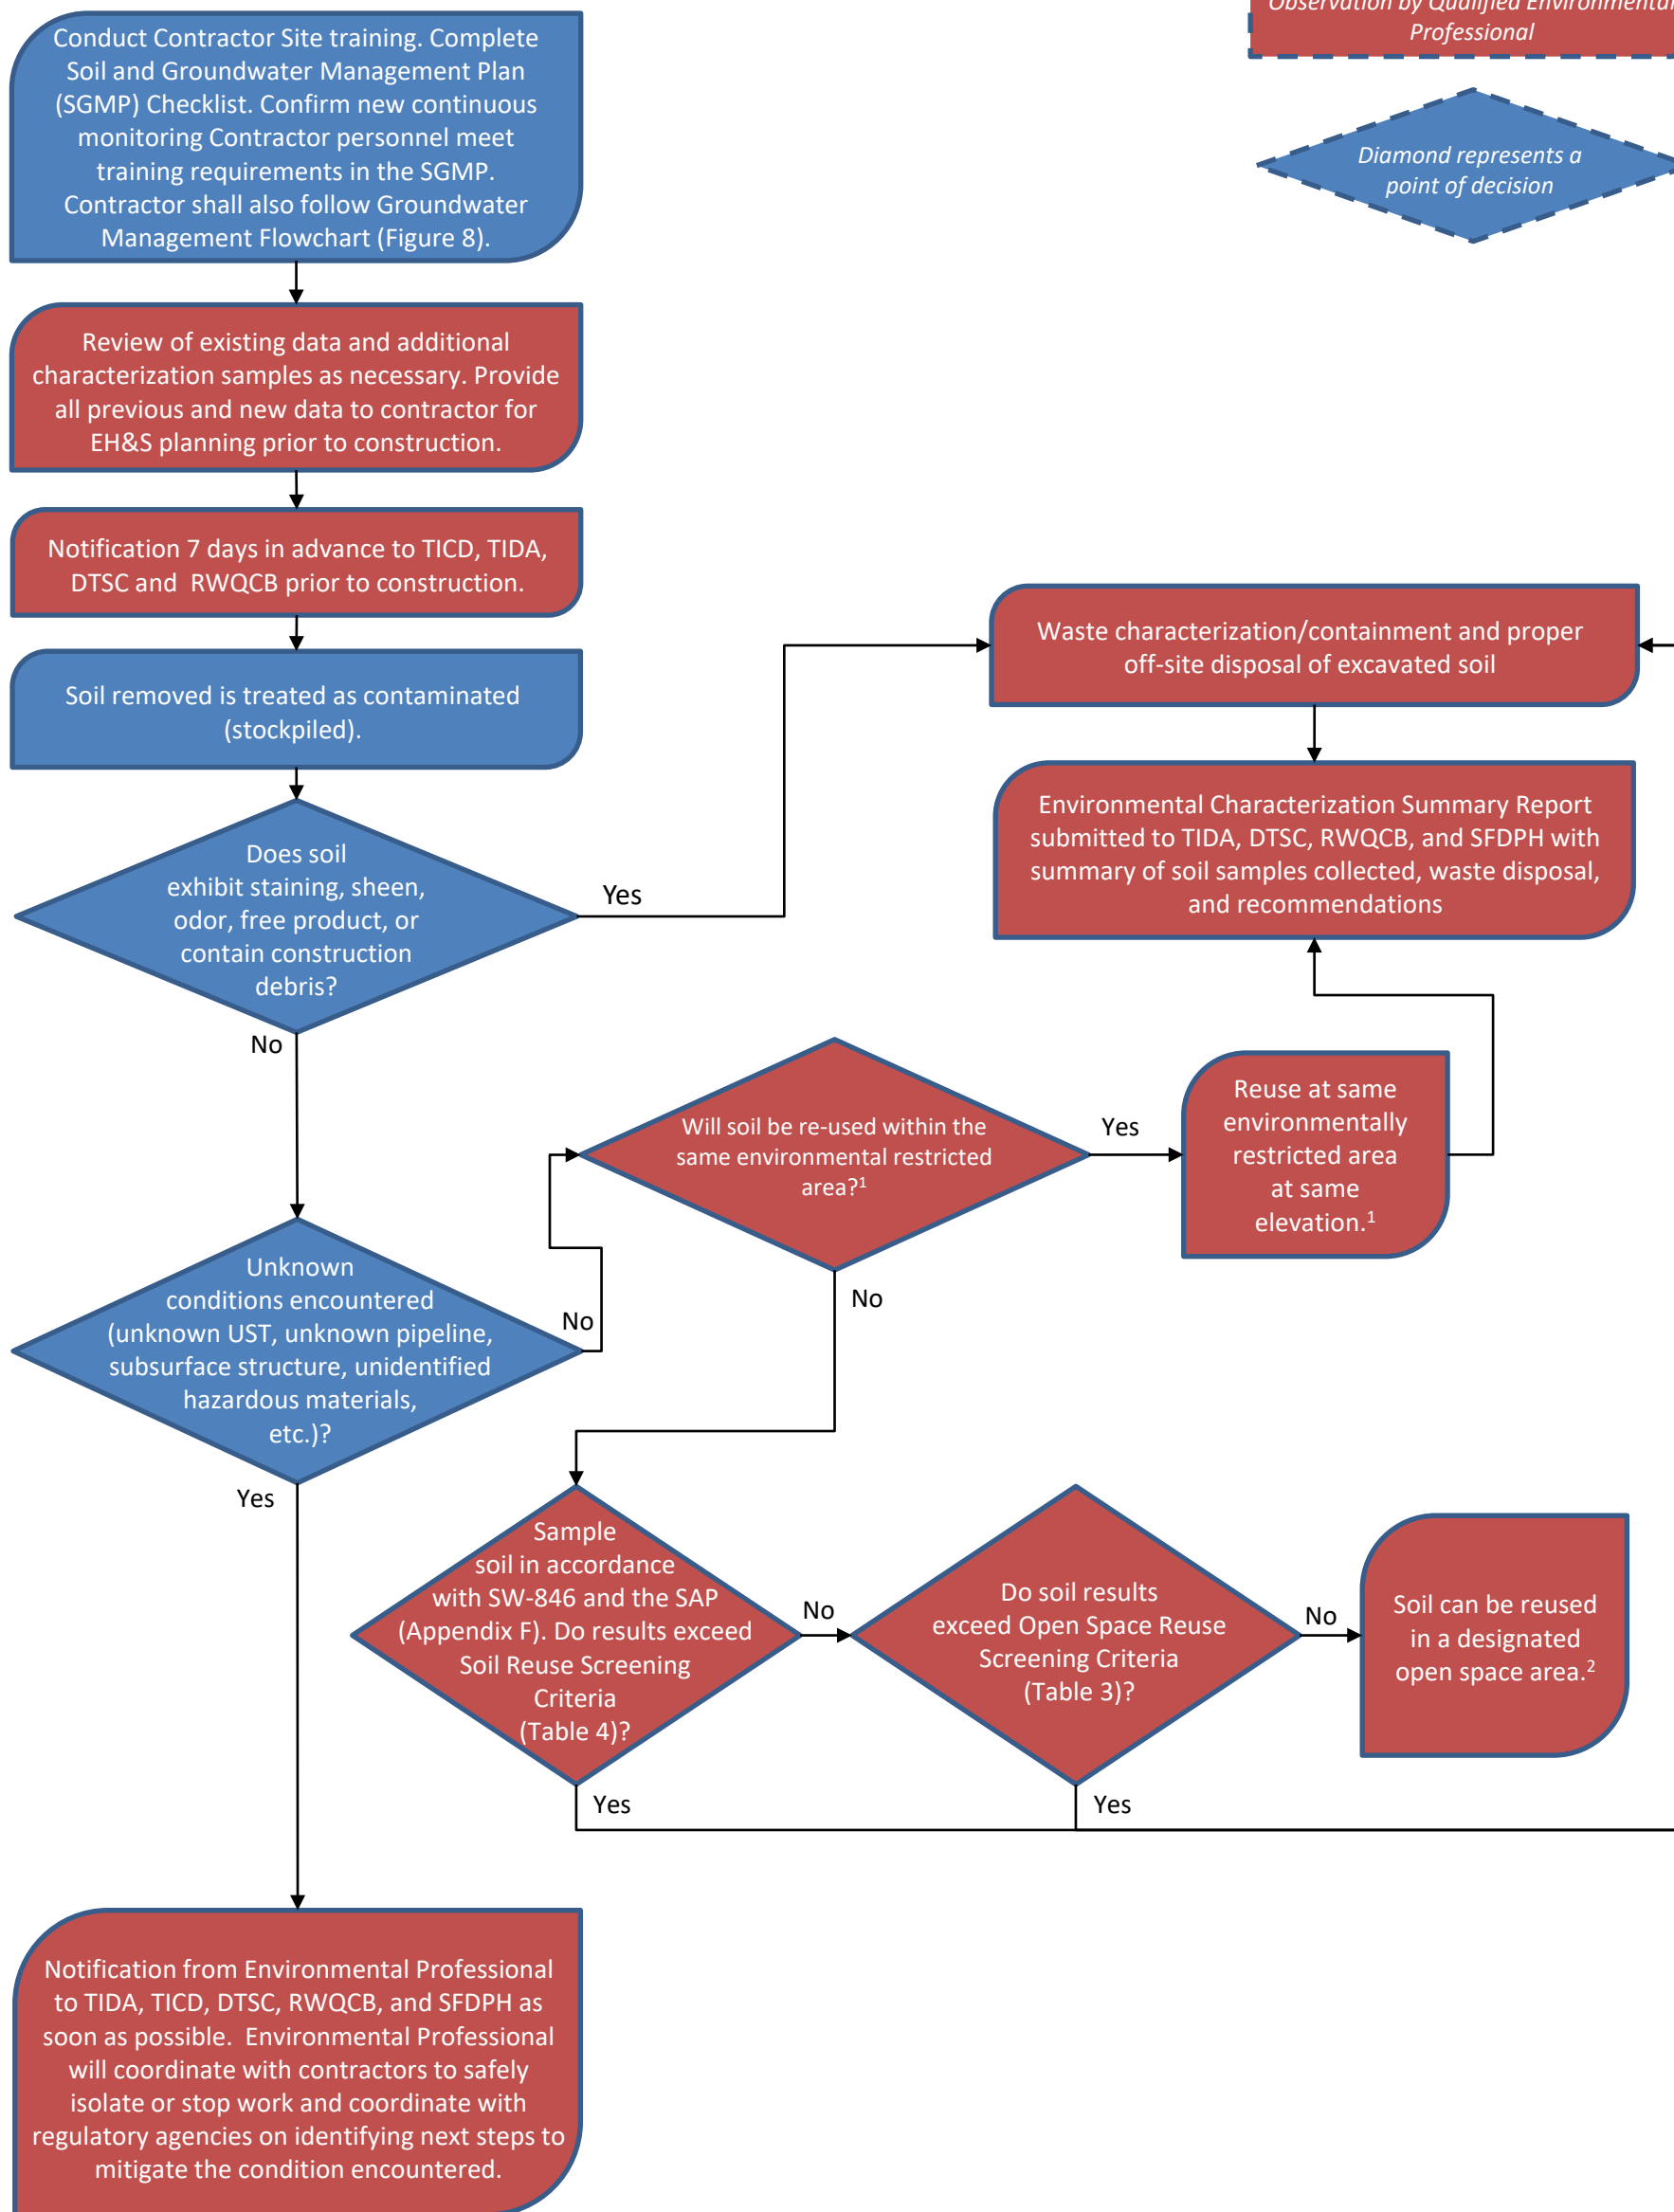 Observation by Qualified Environmental
Professional
Diamond represents a
point of decision
Conduct Contractor Site training. Complete
Soil and Groundwater Management Plan
(SGMP) Checklist. Confirm new continuous
monitoring Contractor personnel meet
training requirements in the SGMP.
Contractor shall also follow Groundwater
Management Flowchart (Figure 8).
Review of existing data and additional
characterization samples as necessary. Provide
all previous and new data to contractor for
EH&S planning prior to construction.
Notification 7 days in advance to TICD, TIDA,
DTSC and  RWQCB prior to construction.
Soil removed is treated as contaminated
(stockpiled).
Does soil
exhibit staining, sheen,
odor, free product, or
contain construction
debris?
Yes
No
Waste characterization/containment and proper
off-site disposal of excavated soil
Environmental Characterization Summary Report
submitted to TIDA, DTSC, RWQCB, and SFDPH with
summary of soil samples collected, waste disposal,
and recommendations
Unknown
conditions encountered
(unknown UST, unknown pipeline,
subsurface structure, unidentified
hazardous materials,
etc.)?
No
Yes
Will soil be re-used within the
same environmental restricted
area?¹
Yes
No
Reuse at same
environmentally
restricted area
at same
elevation.¹
Sample
soil in accordance
with SW-846 and the SAP
(Appendix F). Do results exceed
Soil Reuse Screening
Criteria
(Table 4)?
No
Yes
Do soil results
exceed Open Space Reuse
Screening Criteria
(Table 3)?
No
Yes
Soil can be reused
in a designated
open space area.²
Notification from Environmental Professional
to TIDA, TICD, DTSC, RWQCB, and SFDPH as
soon as possible.  Environmental Professional
will coordinate with contractors to safely
isolate or stop work and coordinate with
regulatory agencies on identifying next steps to
mitigate the condition encountered.